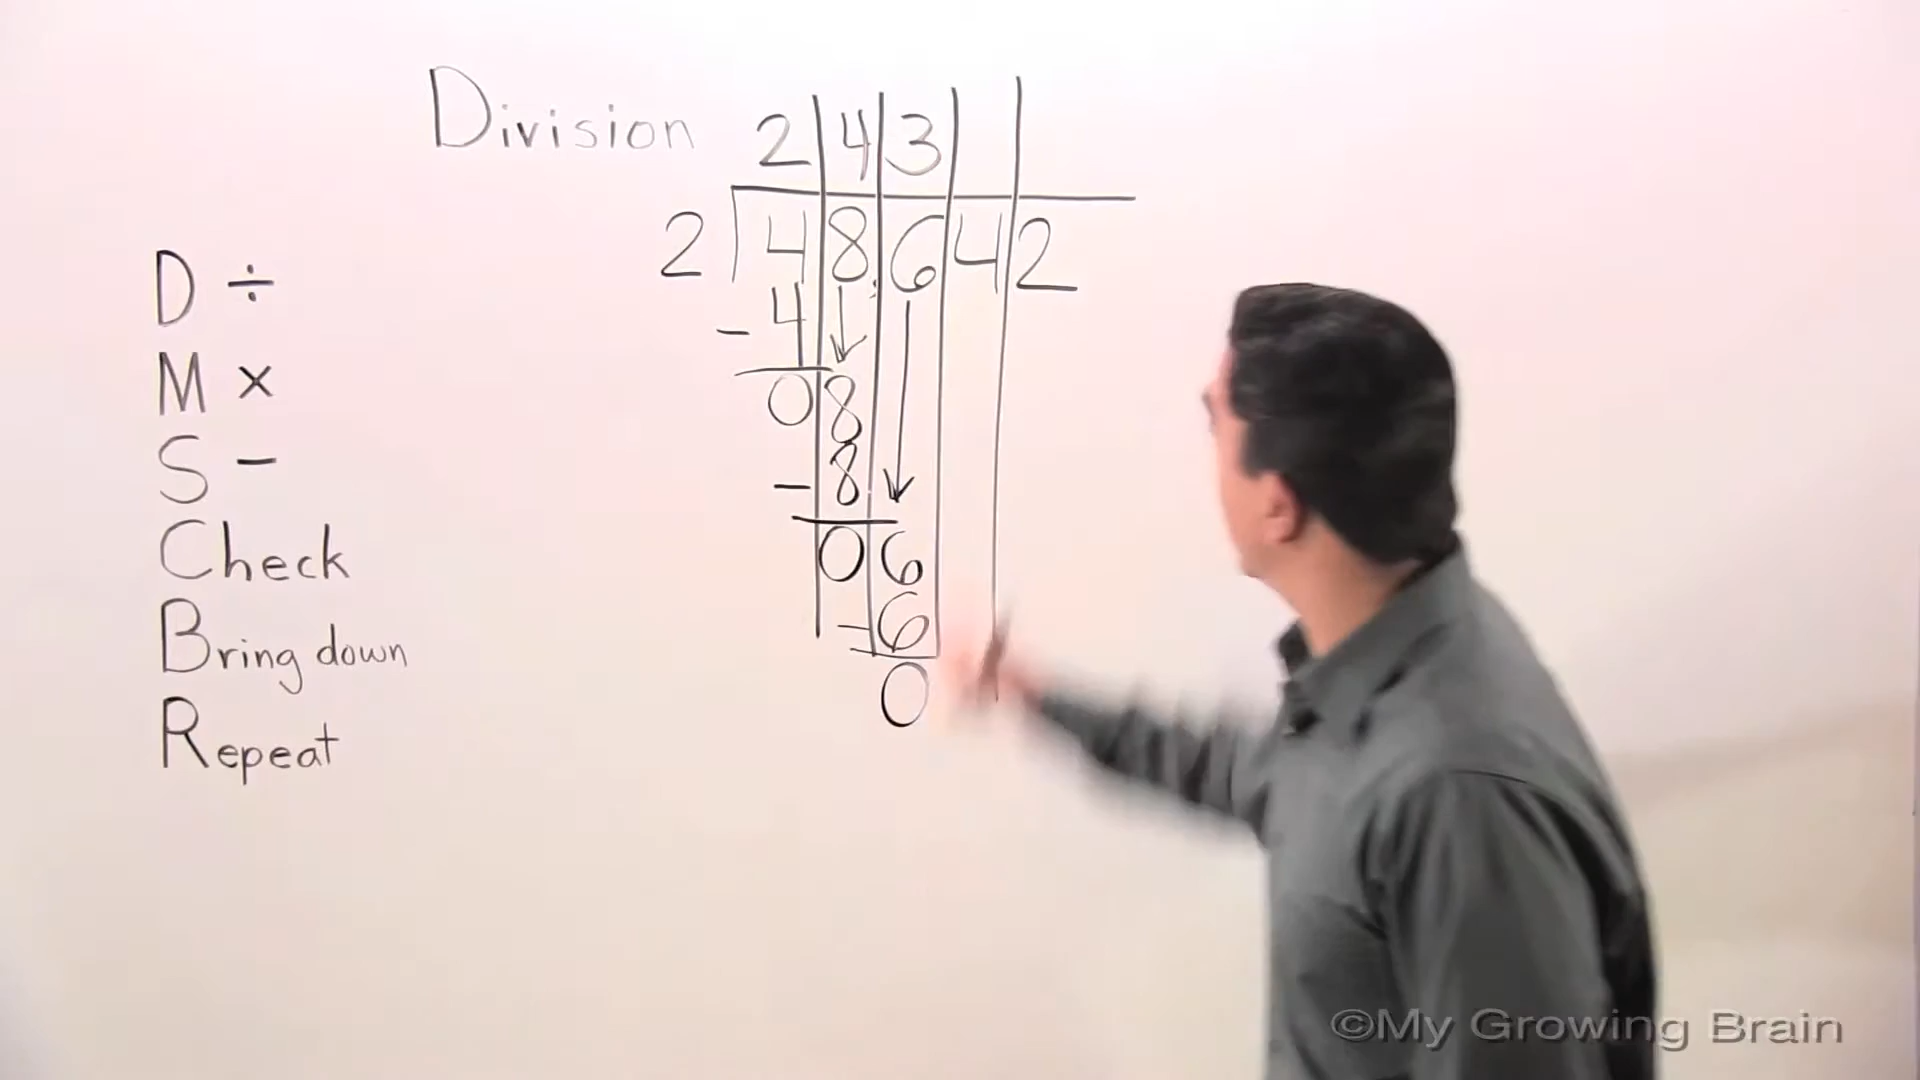 Division
2 4 3
2 4 8,6 4 2
- 4
0 8
- 8
0 6
- 6
0
D ÷
M ×
S -
Check
Bring down
Repeat
©My Growing Brain